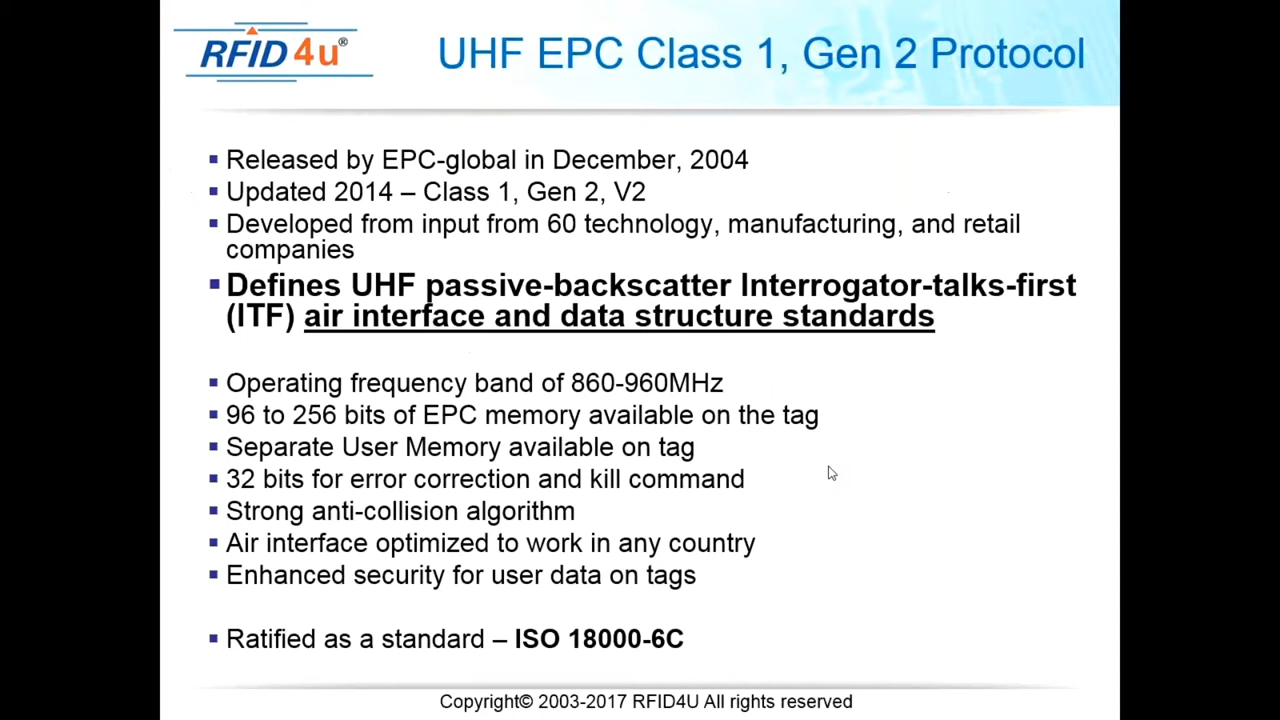 RFID 4u®
UHF EPC Class 1, Gen 2 Protocol
▪ Released by EPC-global in December, 2004
▪ Updated 2014 – Class 1, Gen 2, V2
▪ Developed from input from 60 technology, manufacturing, and retail
companies
▪ Defines UHF passive-backscatter Interrogator-talks-first
(ITF) air interface and data structure standards
▪ Operating frequency band of 860-960MHz
▪ 96 to 256 bits of EPC memory available on the tag
▪ Separate User Memory available on tag
▪ 32 bits for error correction and kill command
▪ Strong anti-collision algorithm
▪ Air interface optimized to work in any country
▪ Enhanced security for user data on tags
▪ Ratified as a standard – ISO 18000-6C
Copyright© 2003-2017 RFID4U All rights reserved